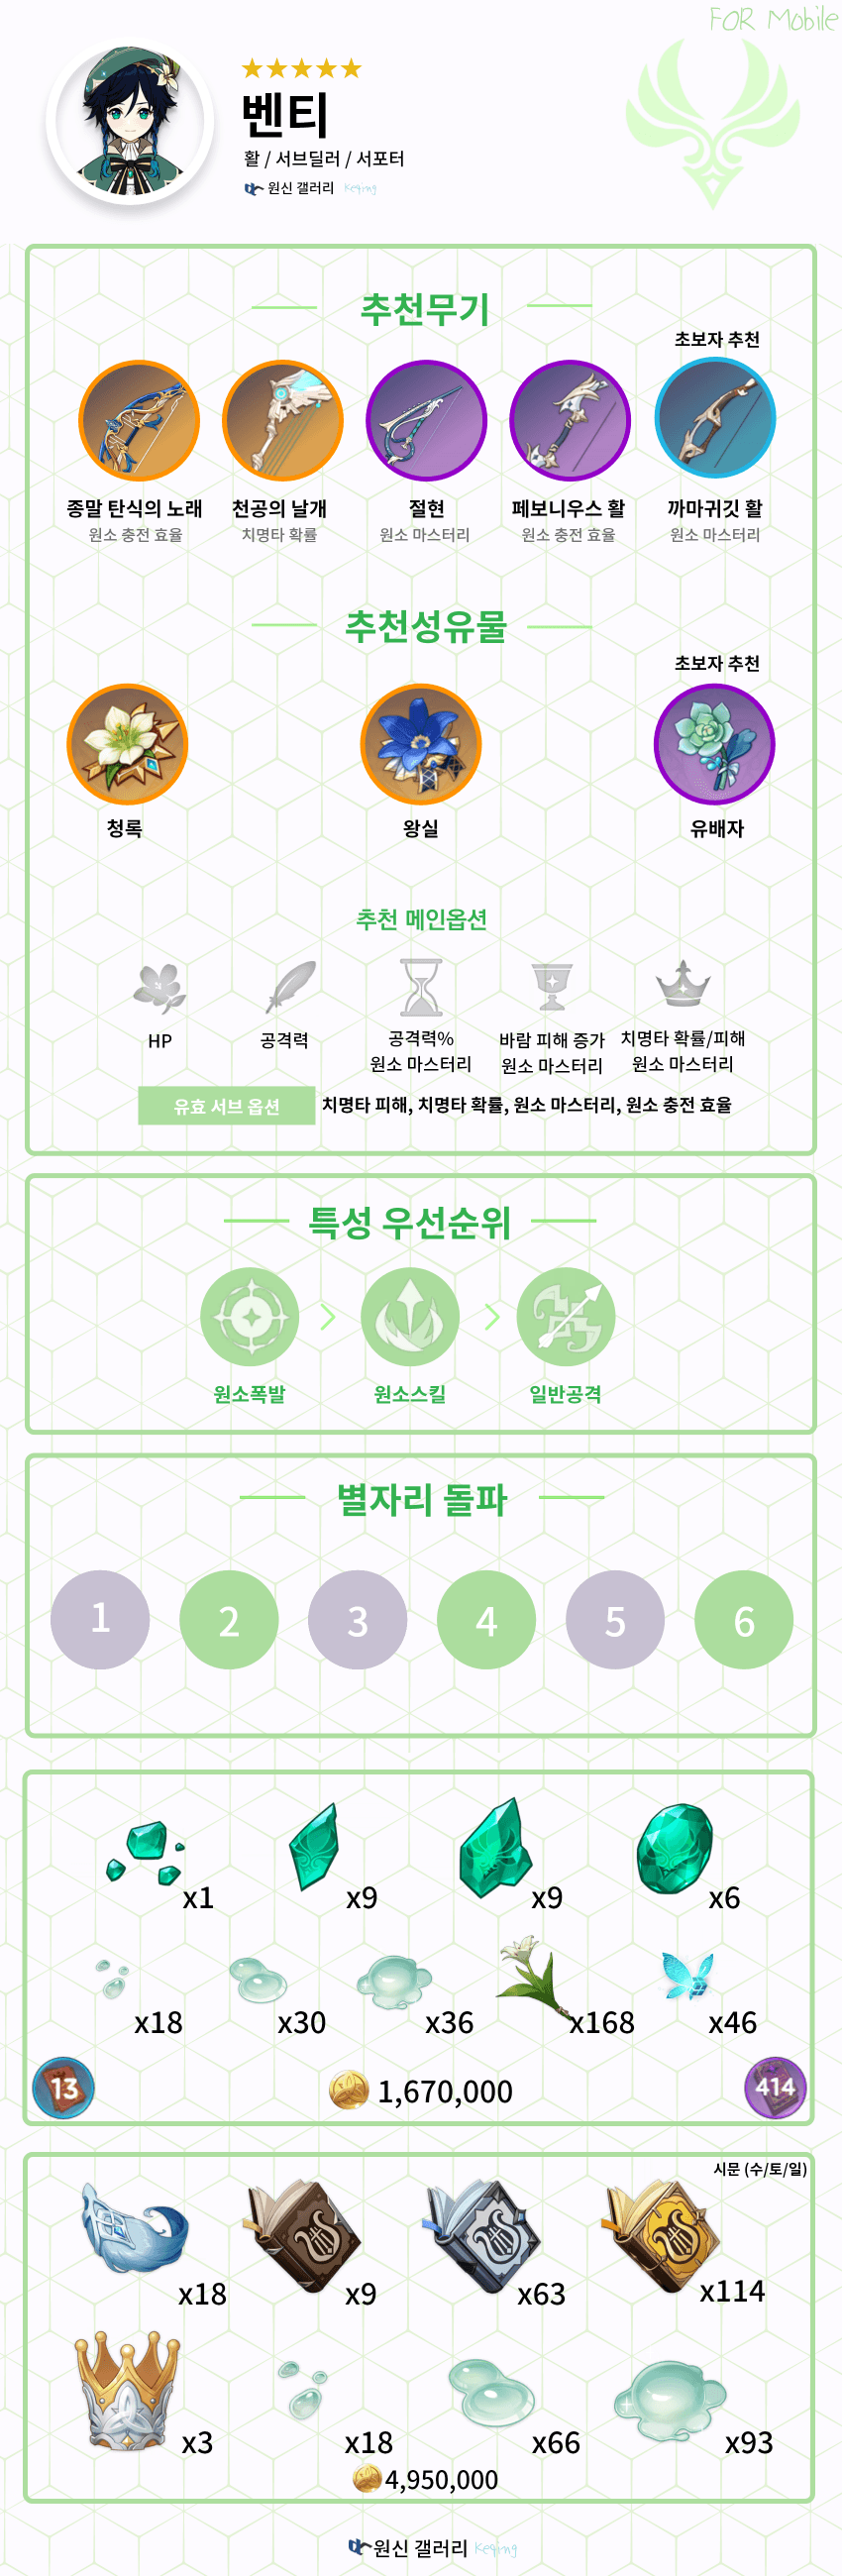 FOR Mobile
벤티
활 / 서브딜러 / 서포터
원신 갤러리 Keqing
추천무기
초보자 추천
종말 탄식의 노래 천공의 날개 절현 페보니우스 활 까마귀깃 활
원소 충전 효율 치명타 확률 원소 마스터리 원소 충전 효율 원소 마스터리
추천성유물
초보자 추천
청록 왕실 유배자
추천 메인옵션
HP 공격력 공격력% 바람 피해 증가 치명타 확률/피해
원소 마스터리 원소 마스터리 원소 마스터리
유효 서브 옵션 치명타 피해, 치명타 확률, 원소 마스터리, 원소 충전 효율
특성 우선순위
원소폭발 원소스킬 일반공격
별자리 돌파
1 2 3 4 5 6
x1 x9 x9 x6
x18 x30 x36 x168 x46
13 1,670,000 414
시문 (수/토/일)
x18 x9 x63 x114
x3 x18 x66 x93
4,950,000
원신 갤러리 Keqing